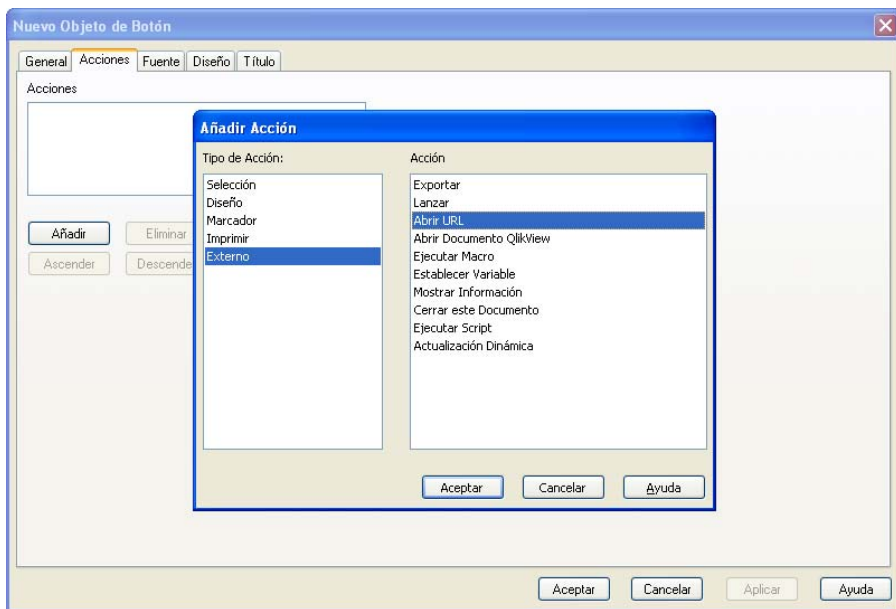 Nuevo Objeto de Botón
General Acciones Fuente Diseño Título
Acciones
Añadir Acción
Tipo de Acción: Acción
Selección
Diseño
Marcador
Imprimir
Externo
Exportar
Lanzar
Abrir URL
Abrir Documento QlikView
Ejecutar Macro
Establecer Variable
Mostrar Información
Cerrar este Documento
Ejecutar Script
Actualización Dinámica
Añadir Eliminar
Ascender Descende
Aceptar Cancelar Ayuda
Aceptar Cancelar Aplicar Ayuda